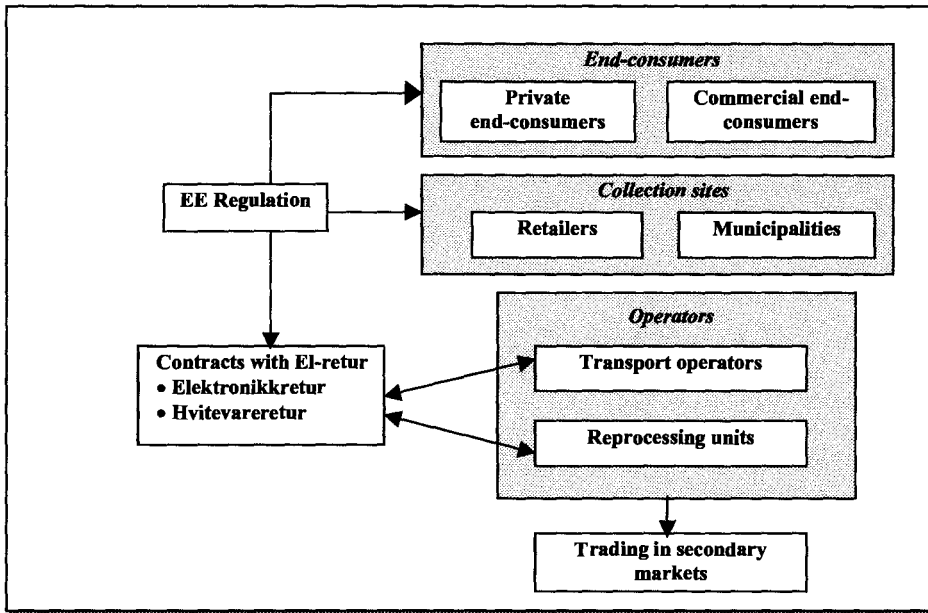 End-consumers
Private
end-consumers
Commercial end-
consumers
EE Regulation
Collection sites
Retailers
Municipalities
Operators
Contracts with El-retur
• Elektronikkretur
• Hvitevareretur
Transport operators
Reprocessing units
Trading in secondary
markets